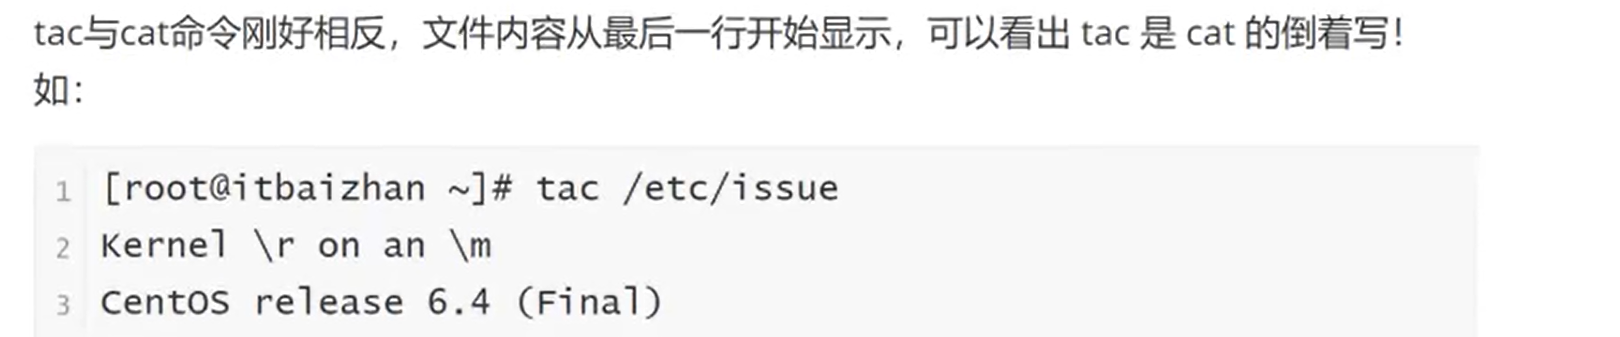 tac与cat命令刚好相反，文件内容从最后一行开始显示，可以看出 tac 是 cat 的倒着写！
如：
1 [root@itbaizhan ~]# tac /etc/issue
2 Kernel \r on an \m
3 CentOS release 6.4 (Final)